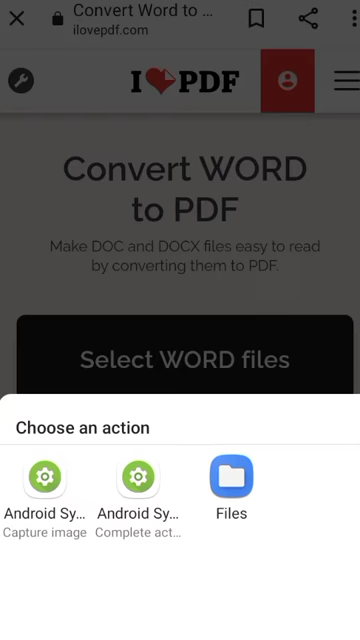 Convert Word to ...
ilovepdf.com
I PDF
Convert WORD
to PDF
Make DOC and DOCX files easy to read
by converting them to PDF.
Select WORD files
Choose an action
Android Sy... Android Sy... Files
Capture image Complete act...